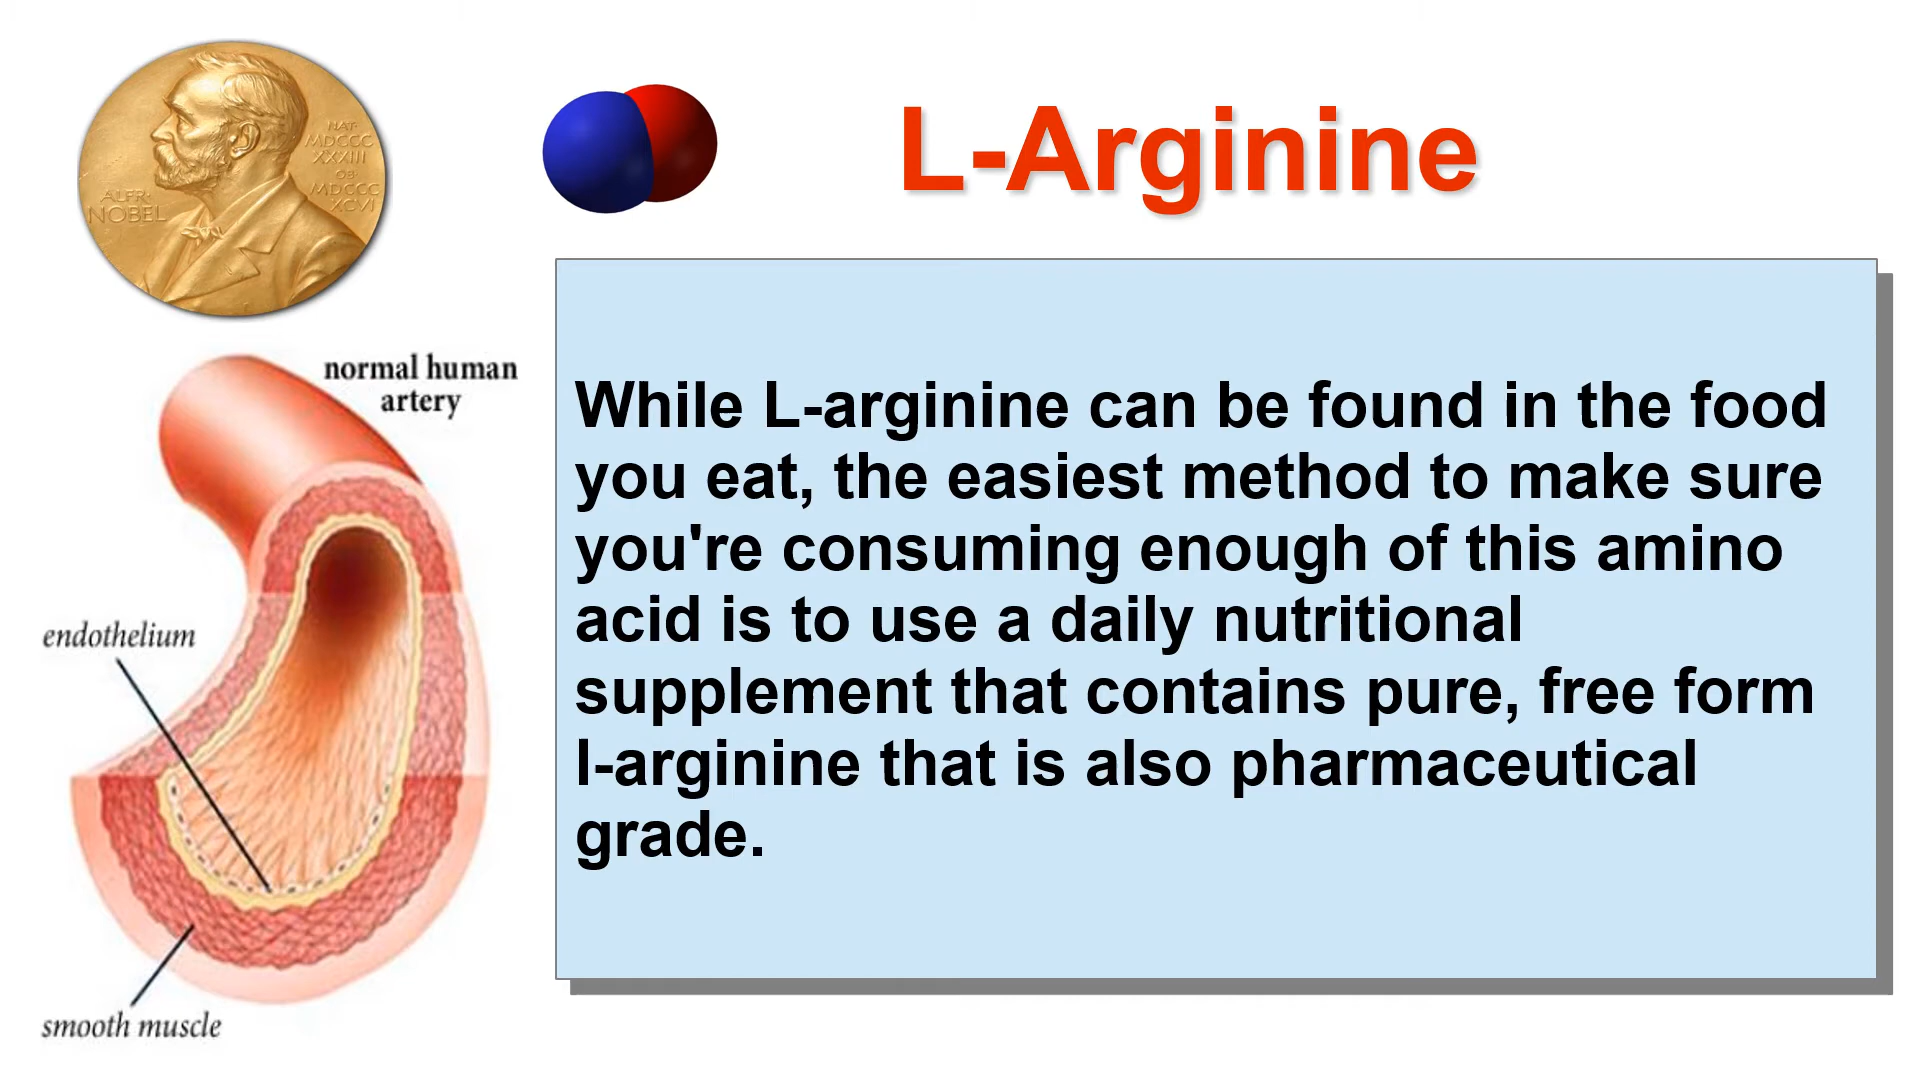 NAT·
MDCCC
XXXIII
OB·
MDCCC
XCVI
ALFR·
NOBEL
L-Arginine
normal human
artery
endothelium
smooth muscle
While L-arginine can be found in the food
you eat, the easiest method to make sure
you're consuming enough of this amino
acid is to use a daily nutritional
supplement that contains pure, free form
l-arginine that is also pharmaceutical
grade.